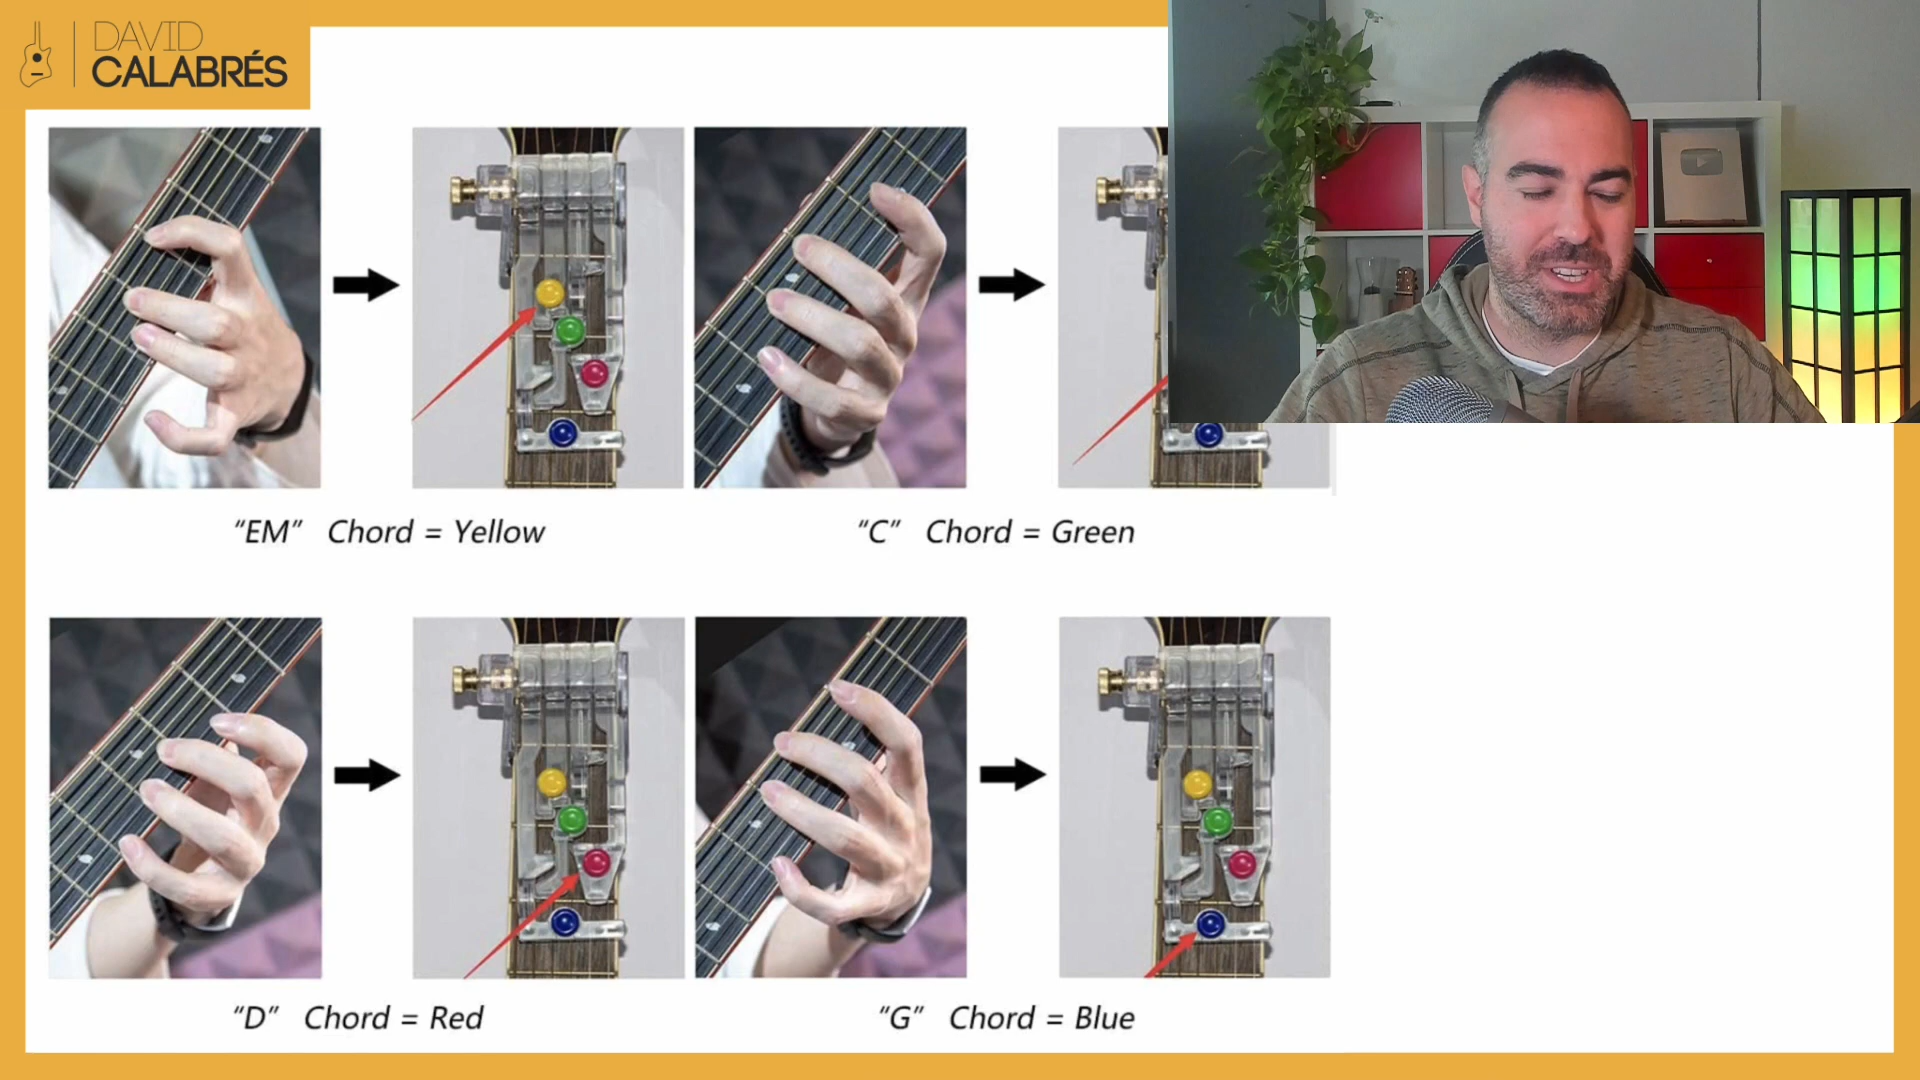 DAVID
CALABRÉS
“EM” Chord = Yellow
“C” Chord = Green
“D” Chord = Red
“G” Chord = Blue